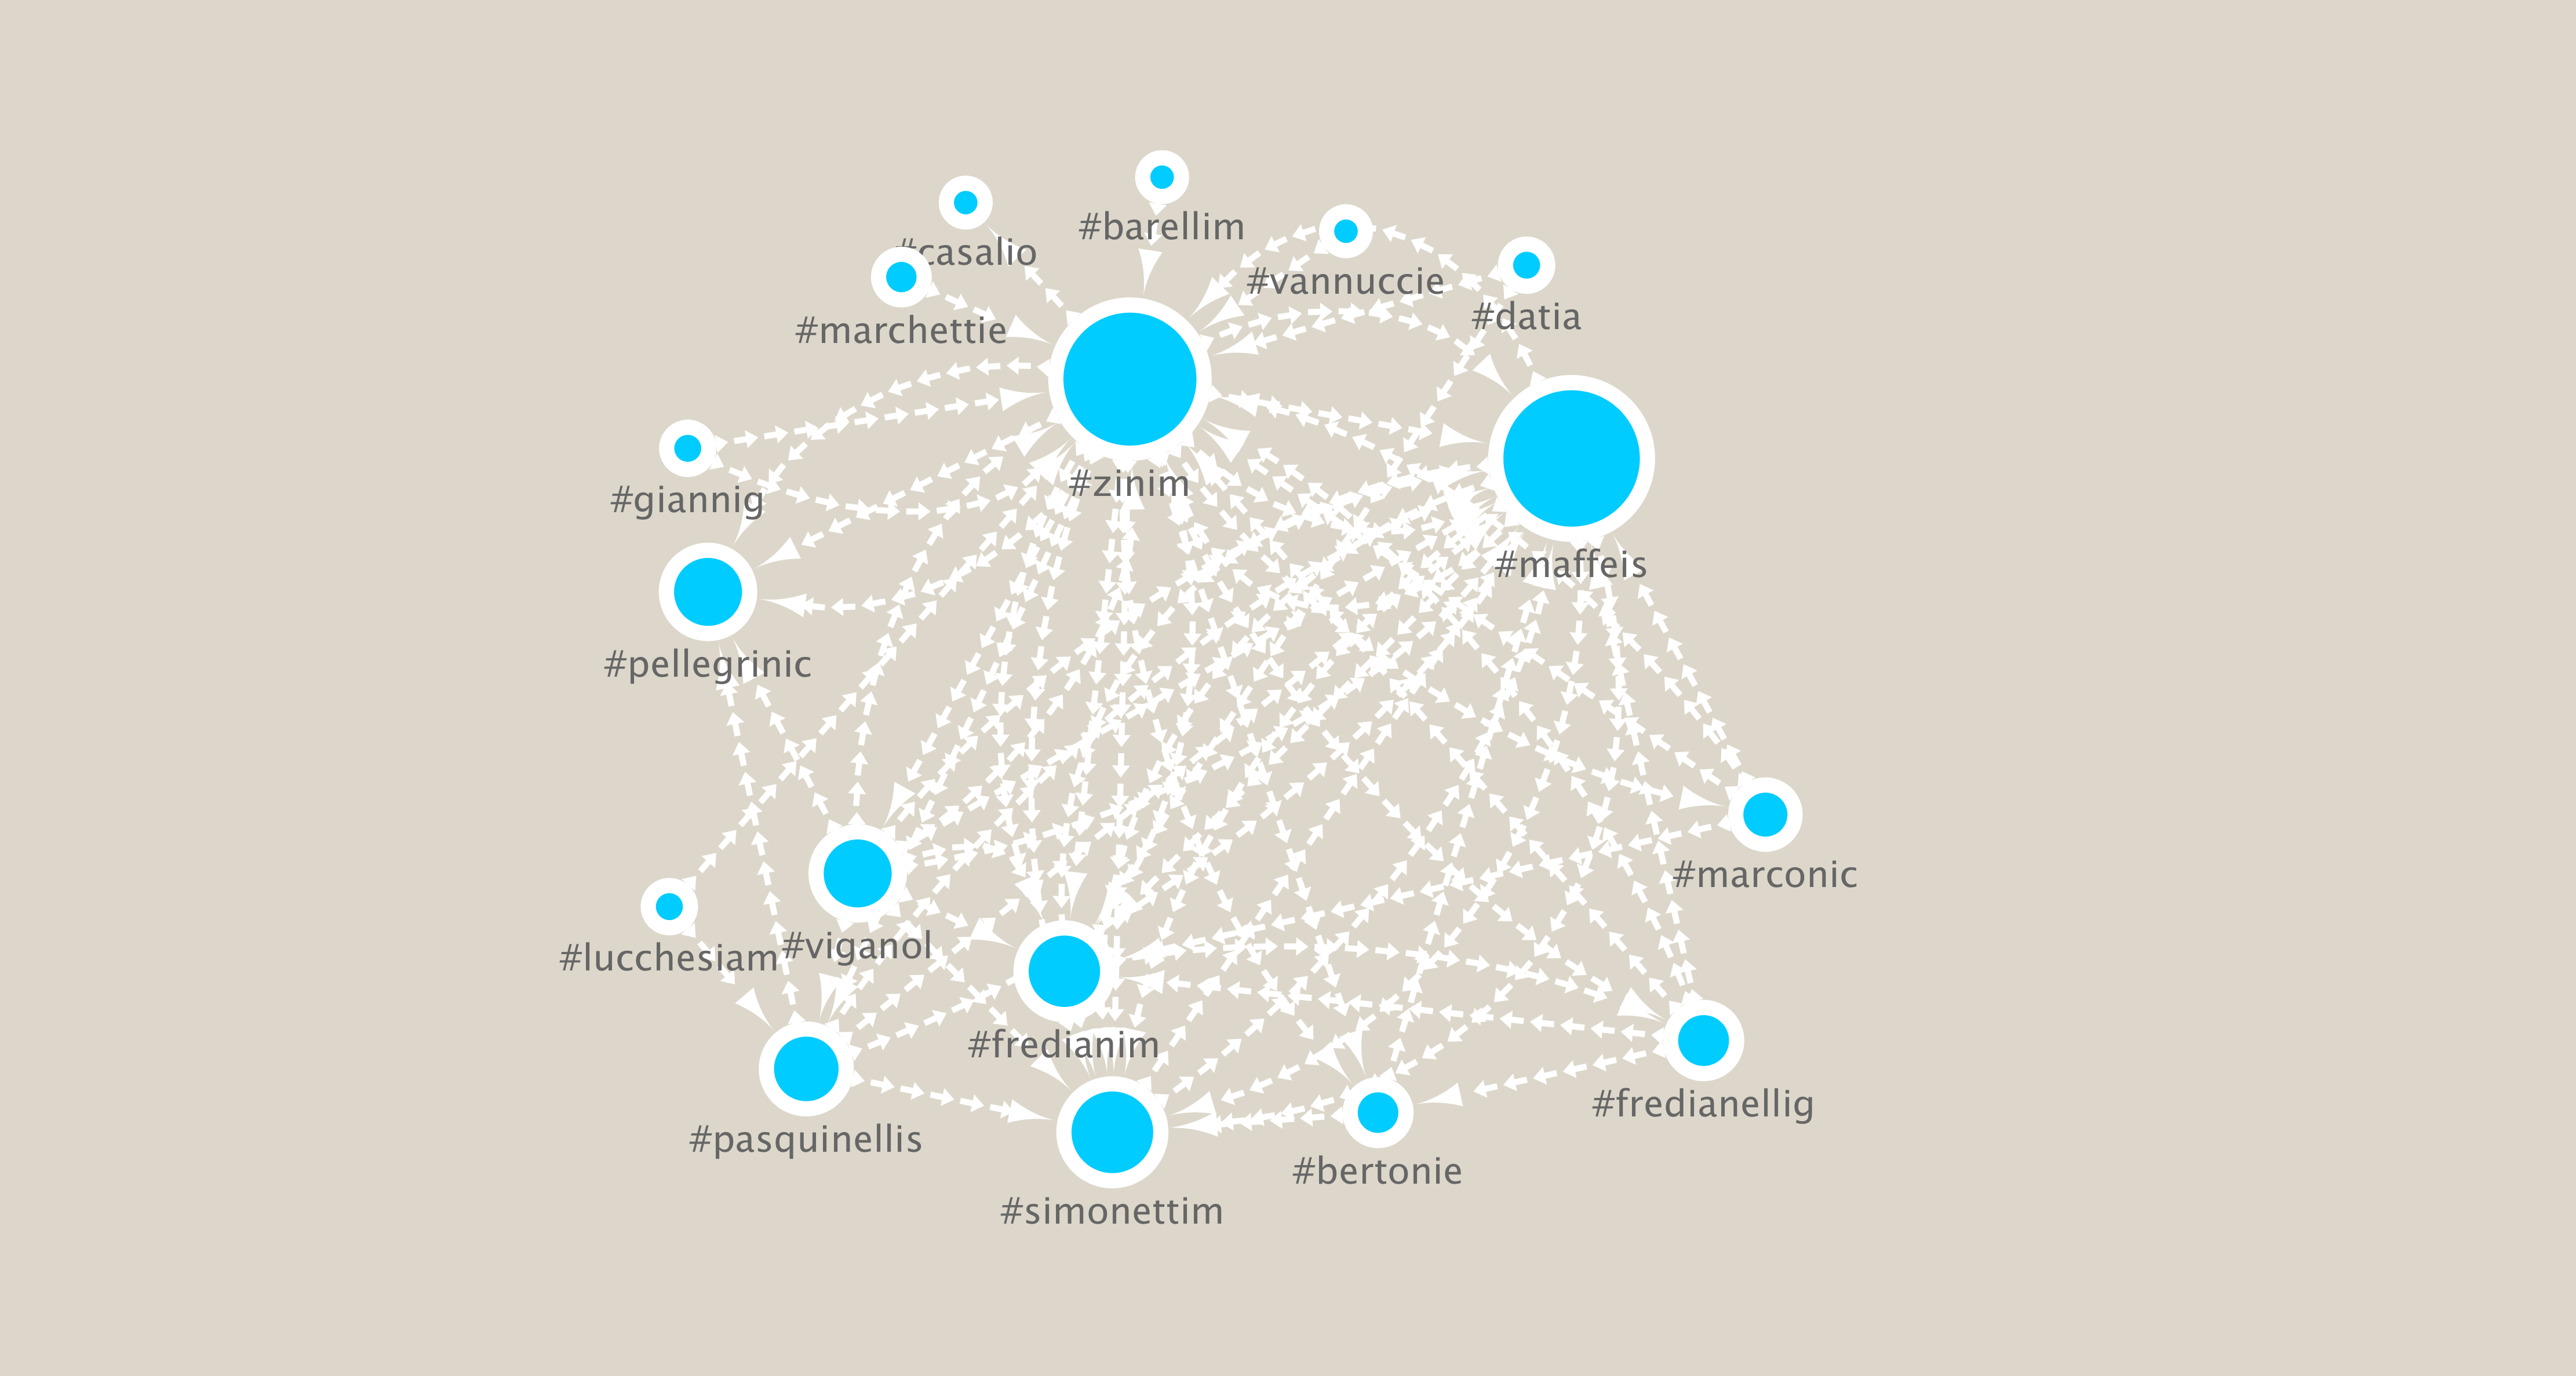 #barellim
#casalio
#vannuccie
#datia
#marchettie
#zinim
#giannig
#maffeis
#pellegrinic
#marconic
#viganol
#lucchesiam
#fredianim
#fredianellig
#pasquinellis
#bertonie
#simonettim